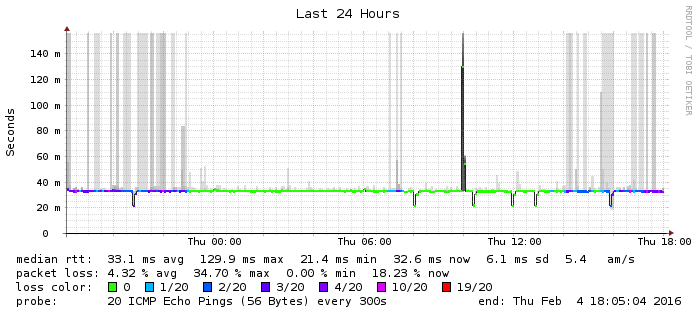 Last 24 Hours
RRDTOOL / TOBI OETIKER
Seconds
140 m
120 m
100 m
80 m
60 m
40 m
20 m
0
Thu 00:00 Thu 06:00 Thu 12:00 Thu 18:00
median rtt: 33.1 ms avg 129.9 ms max 21.4 ms min 32.6 ms now 6.1 ms sd 5.4 am/s
packet loss: 4.32 % avg 34.70 % max 0.00 % min 18.23 % now
loss color: 0 1/20 2/20 3/20 4/20 10/20 19/20
probe: 20 ICMP Echo Pings (56 Bytes) every 300s end: Thu Feb 4 18:05:04 2016